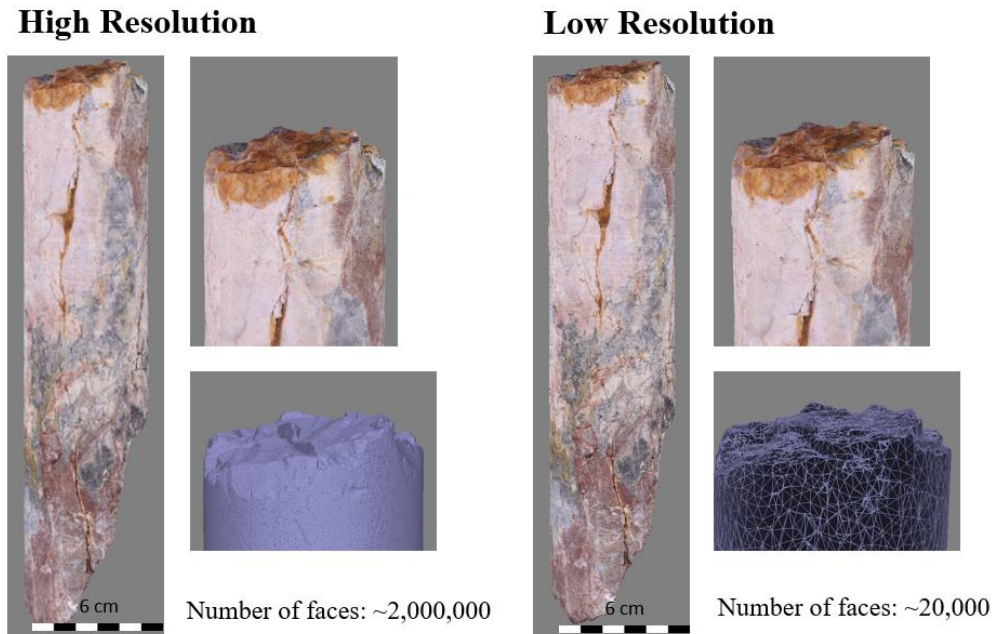 High Resolution
Low Resolution
6 cm
Number of faces: ~2,000,000
6 cm
Number of faces: ~20,000